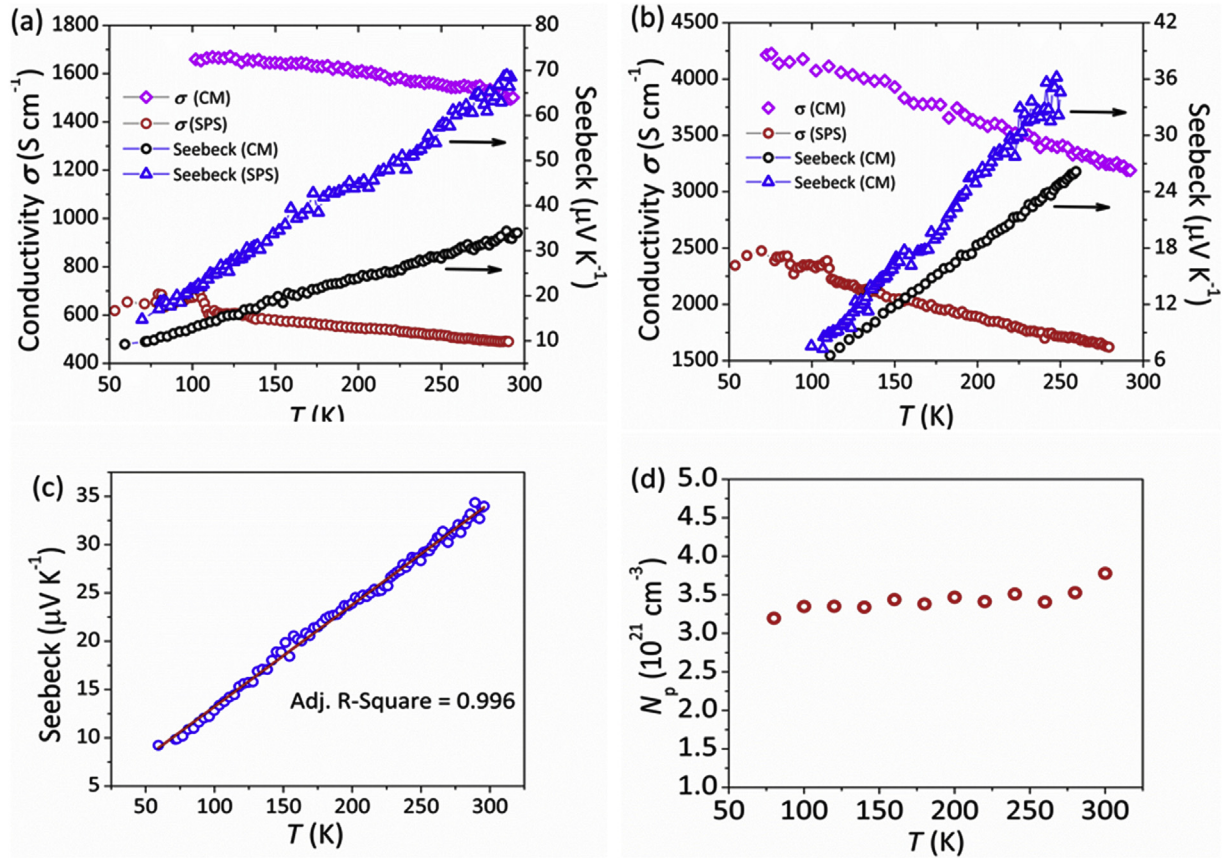 (a)
1800
1600
1400
1200
1000
800
600
400
Conductivity σ (S cm-1)
σ (CM)
σ(SPS)
Seebeck (CM)
Seebeck (SPS)
80
70
60
50
40
30
20
10
Seebeck (μV K-1)
50 100 150 200 250 300
T (K)
(b)
4500
4000
3500
3000
2500
2000
1500
Conductivity σ (S cm-1)
σ (CM)
σ (SPS)
Seebeck (CM)
Seebeck (CM)
42
36
30
24
18
12
6
Seebeck (μV K-1)
50 100 150 200 250 300
T (K)
(c)
35
30
25
20
15
10
5
Seebeck (μV K-1)
Adj. R-Square = 0.996
50 100 150 200 250 300
T (K)
(d)
5.0
4.5
4.0
3.5
3.0
2.5
2.0
1.5
1.0
Np (1021 cm-3)
50 100 150 200 250 300
T (K)